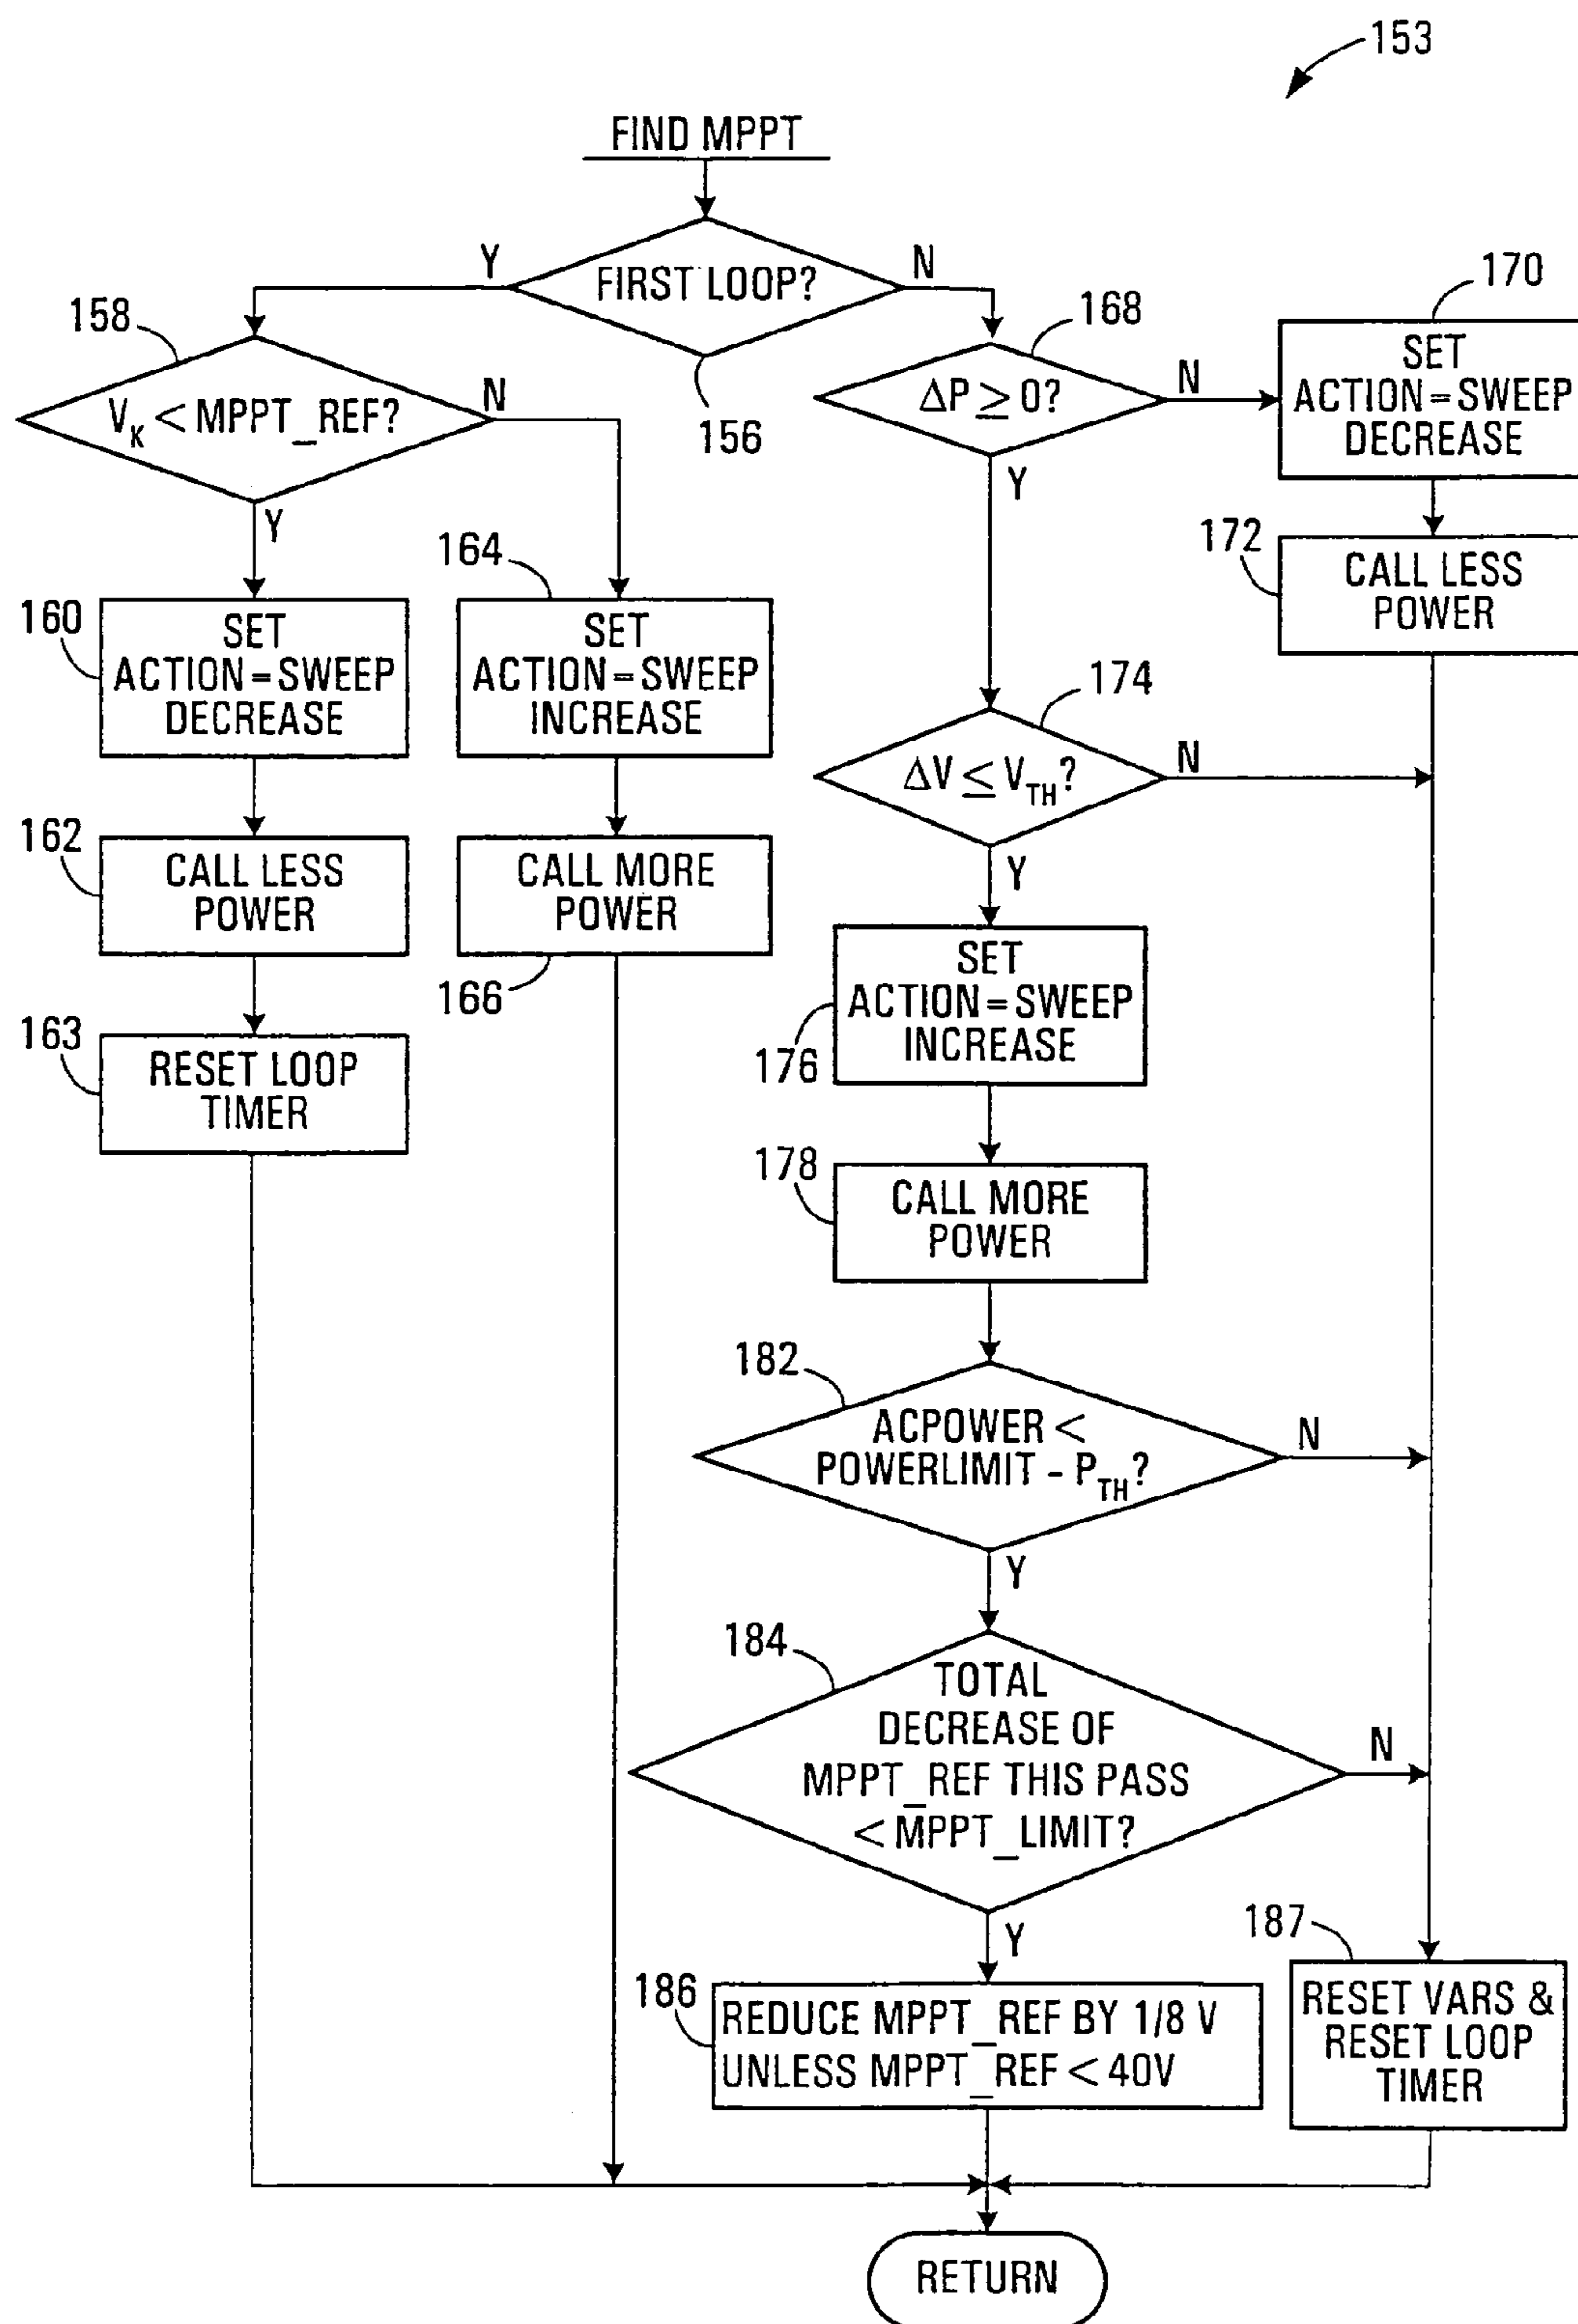 153
FIND MPPT
FIRST LOOP?
Y
N
156
158
V_K < MPPT_REF?
N
Y
160
SET
ACTION = SWEEP
DECREASE
162
CALL LESS
POWER
163
RESET LOOP
TIMER
164
SET
ACTION = SWEEP
INCREASE
CALL MORE
POWER
166
168
ΔP ≥ 0?
N
Y
170
SET
ACTION = SWEEP
DECREASE
172
CALL LESS
POWER
174
ΔV ≤ V_TH?
N
Y
SET
ACTION = SWEEP
INCREASE
176
178
CALL MORE
POWER
182
ACPOWER <
POWERLIMIT - P_TH?
N
Y
184
TOTAL
DECREASE OF
MPPT_REF THIS PASS
< MPPT_LIMIT?
N
Y
186
REDUCE MPPT_REF BY 1/8 V
UNLESS MPPT_REF < 40V
187
RESET VARS &
RESET LOOP
TIMER
RETURN